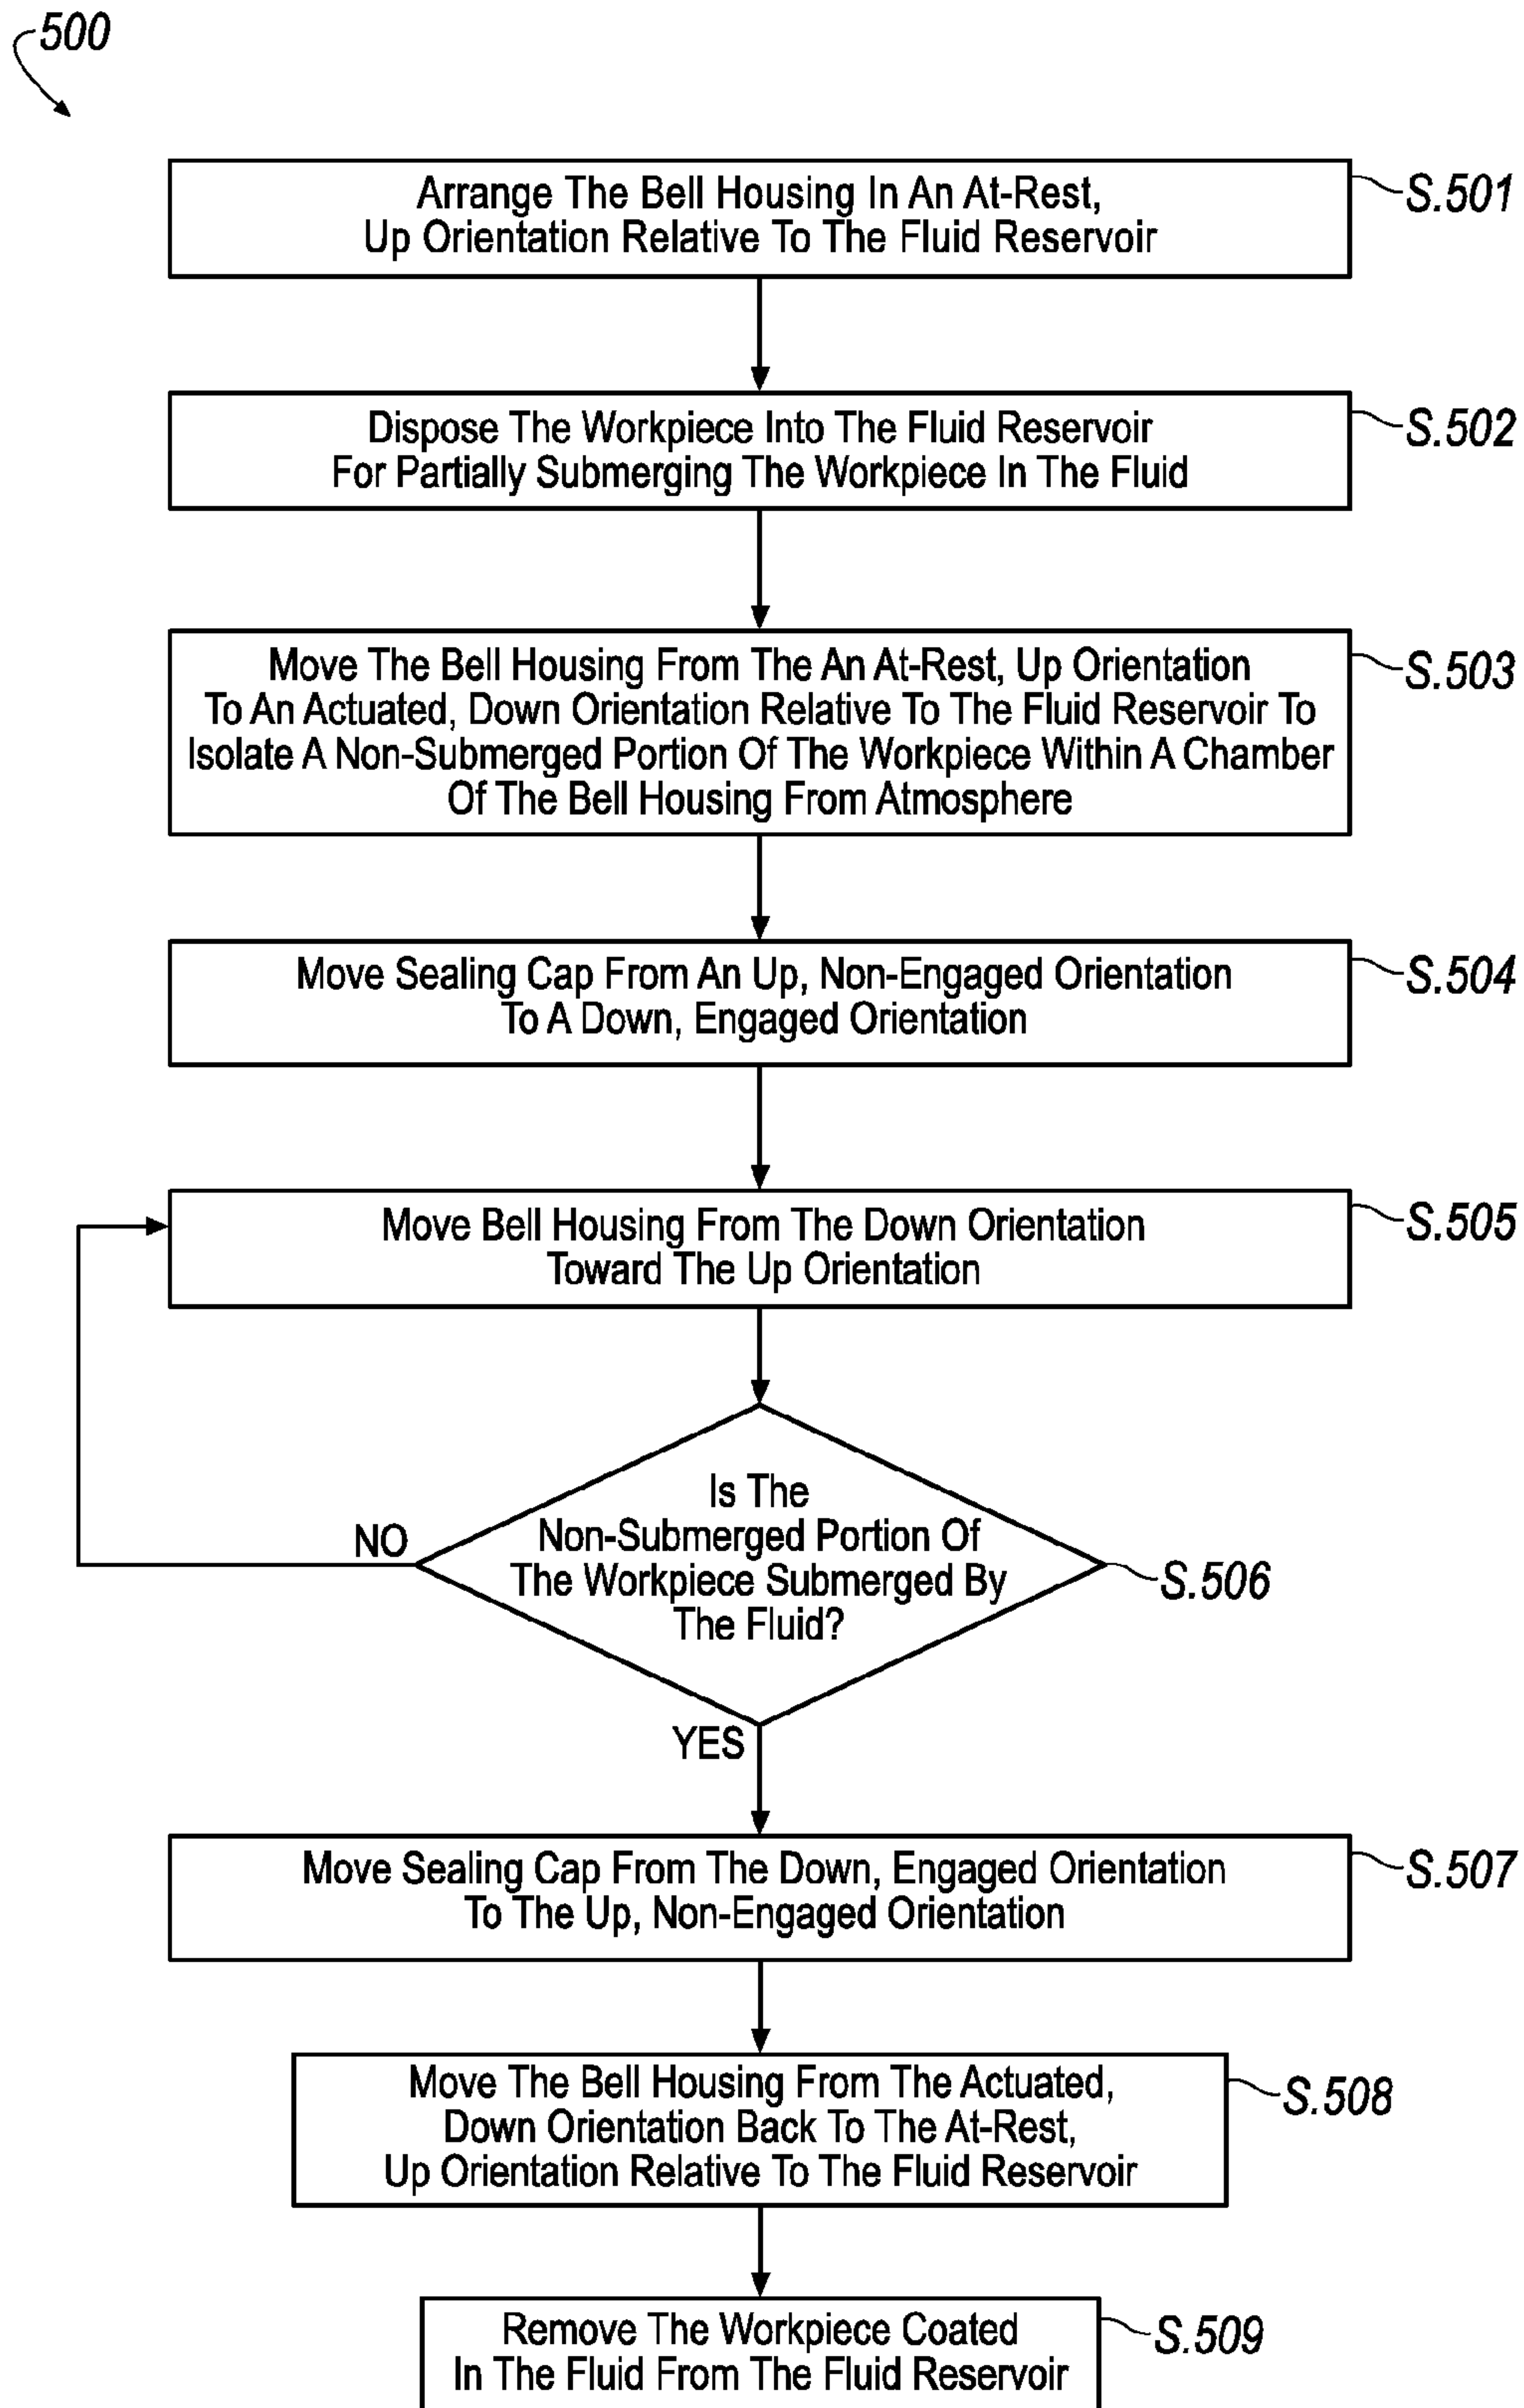 500
Arrange The Bell Housing In An At-Rest,
Up Orientation Relative To The Fluid Reservoir
S.501
Dispose The Workpiece Into The Fluid Reservoir
For Partially Submerging The Workpiece In The Fluid
S.502
Move The Bell Housing From The An At-Rest, Up Orientation
To An Actuated, Down Orientation Relative To The Fluid Reservoir To
Isolate A Non-Submerged Portion Of The Workpiece Within A Chamber
Of The Bell Housing From Atmosphere
S.503
Move Sealing Cap From An Up, Non-Engaged Orientation
To A Down, Engaged Orientation
S.504
Move Bell Housing From The Down Orientation
Toward The Up Orientation
S.505
Is The
Non-Submerged Portion Of
The Workpiece Submerged By
The Fluid?
NO
S.506
YES
Move Sealing Cap From The Down, Engaged Orientation
To The Up, Non-Engaged Orientation
S.507
Move The Bell Housing From The Actuated,
Down Orientation Back To The At-Rest,
Up Orientation Relative To The Fluid Reservoir
S.508
Remove The Workpiece Coated
In The Fluid From The Fluid Reservoir
S.509